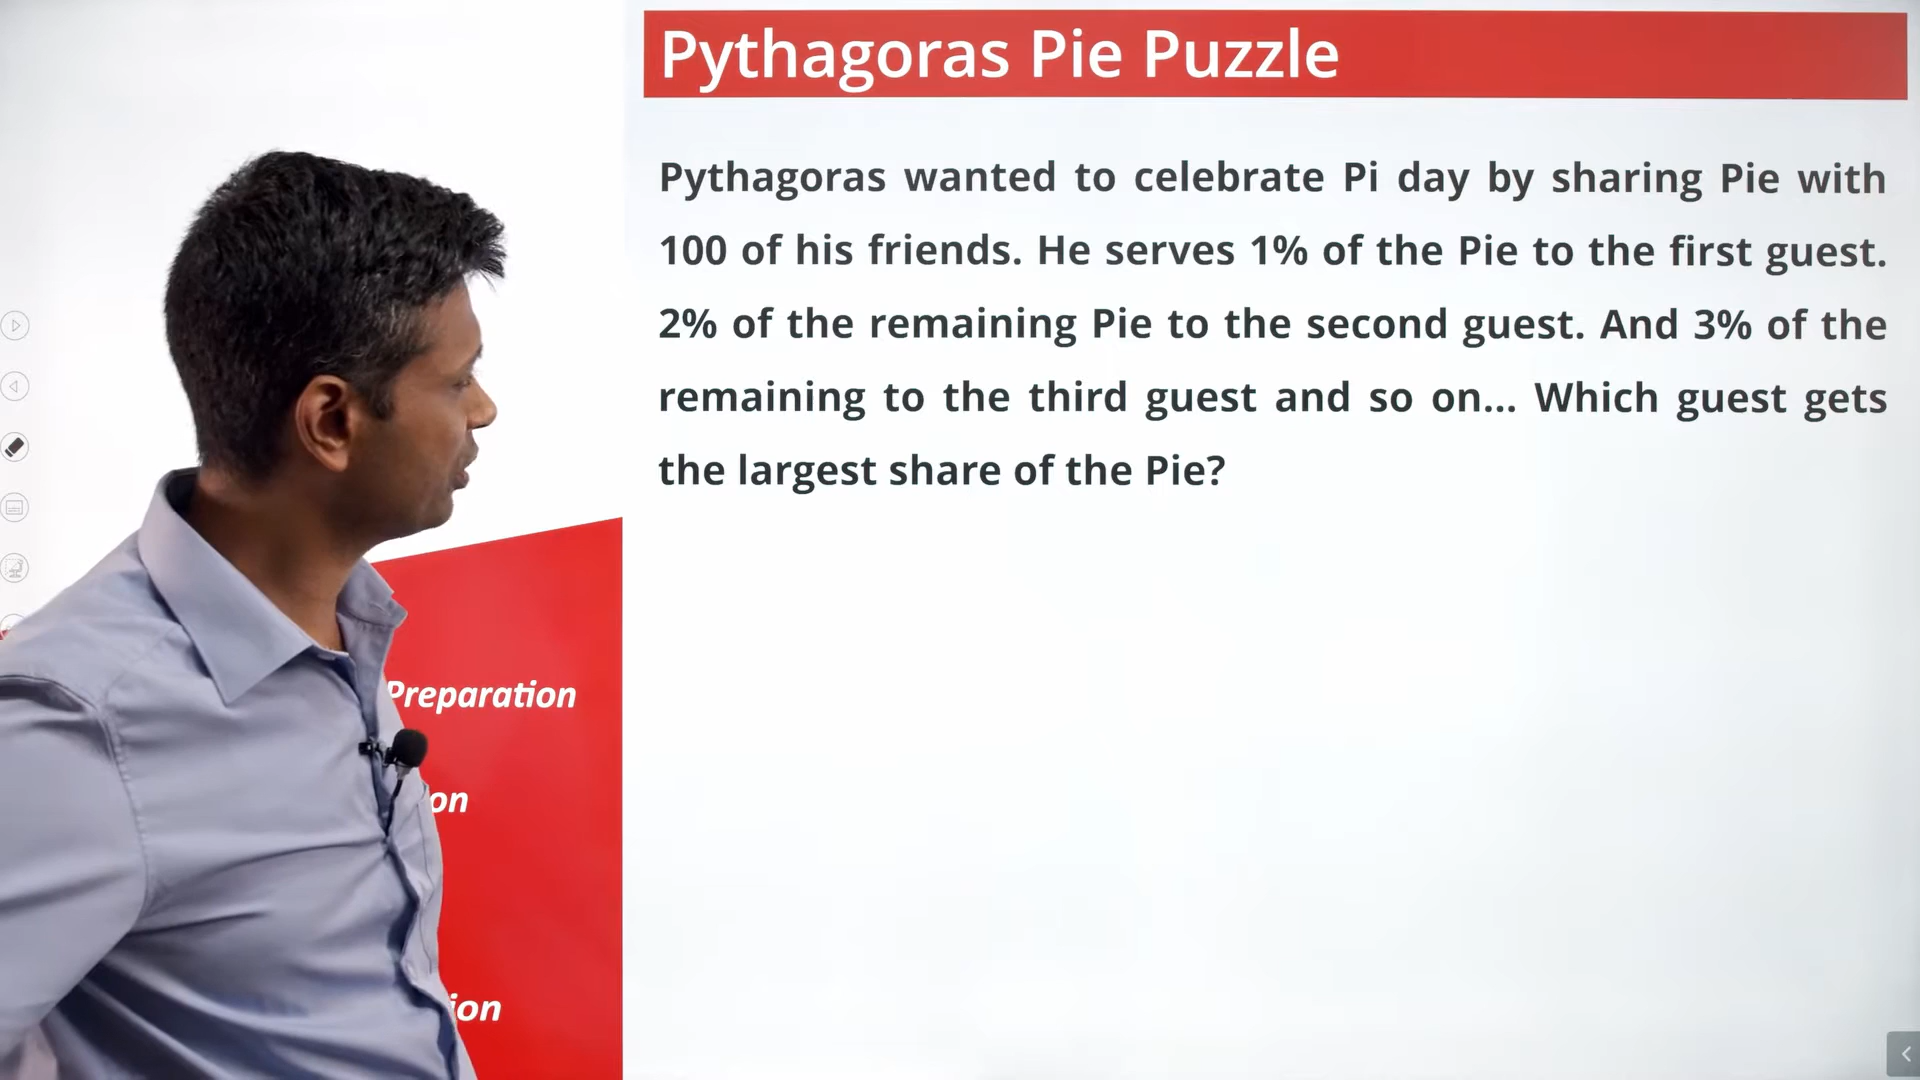 Pythagoras Pie Puzzle
Pythagoras wanted to celebrate Pi day by sharing Pie with
100 of his friends. He serves 1% of the Pie to the first guest.
2% of the remaining Pie to the second guest. And 3% of the
remaining to the third guest and so on... Which guest gets
the largest share of the Pie?
Preparation
on
ion